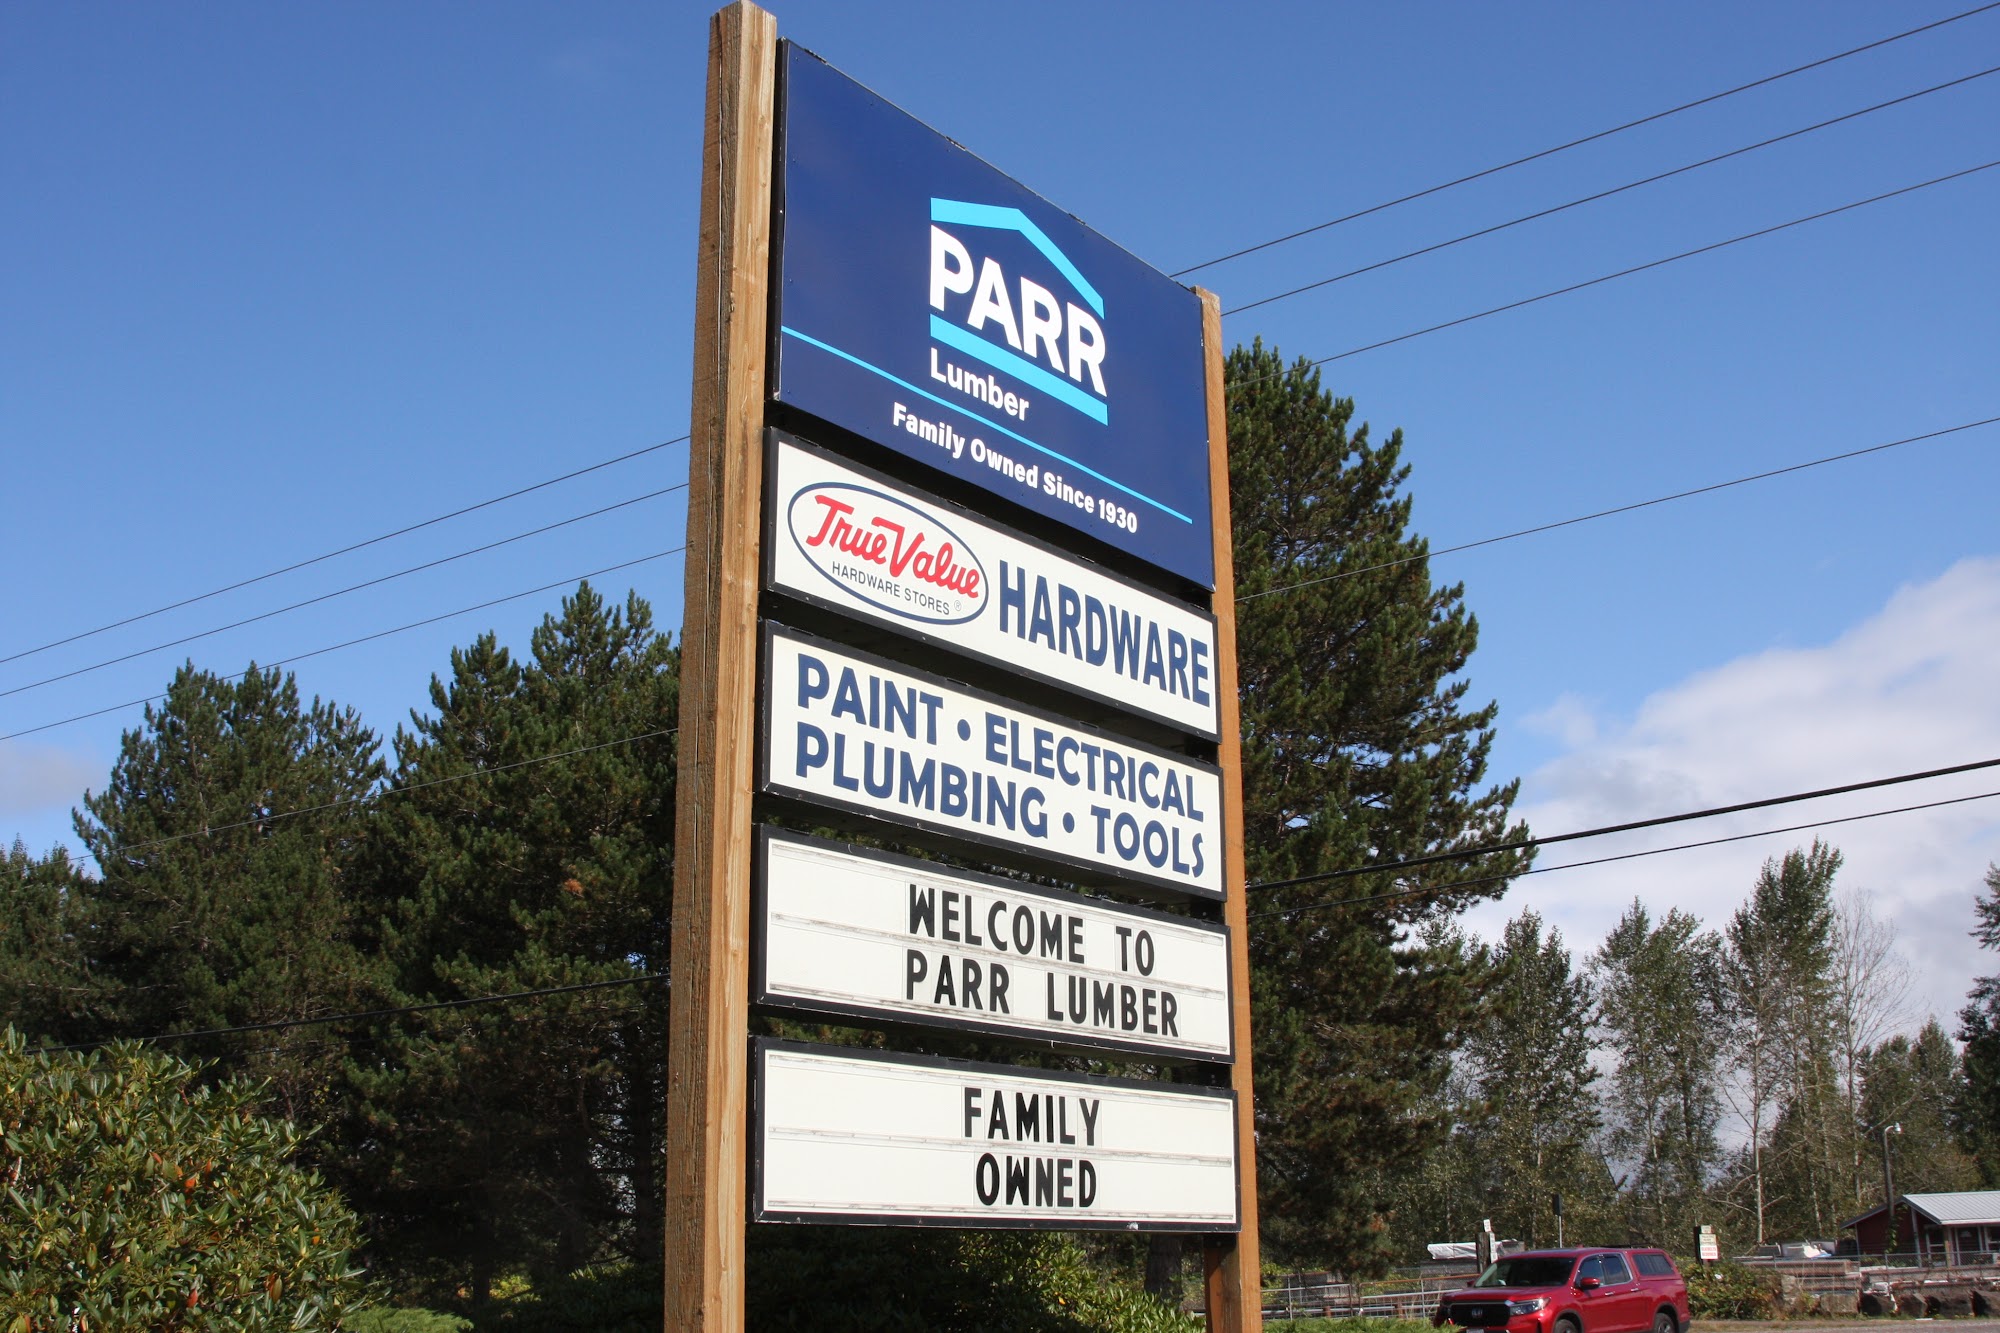 PARR
Lumber
Family Owned Since 1930
True Value
HARDWARE STORES ®
HARDWARE
PAINT • ELECTRICAL
PLUMBING • TOOLS
WELCOME TO
PARR LUMBER
FAMILY
OWNED